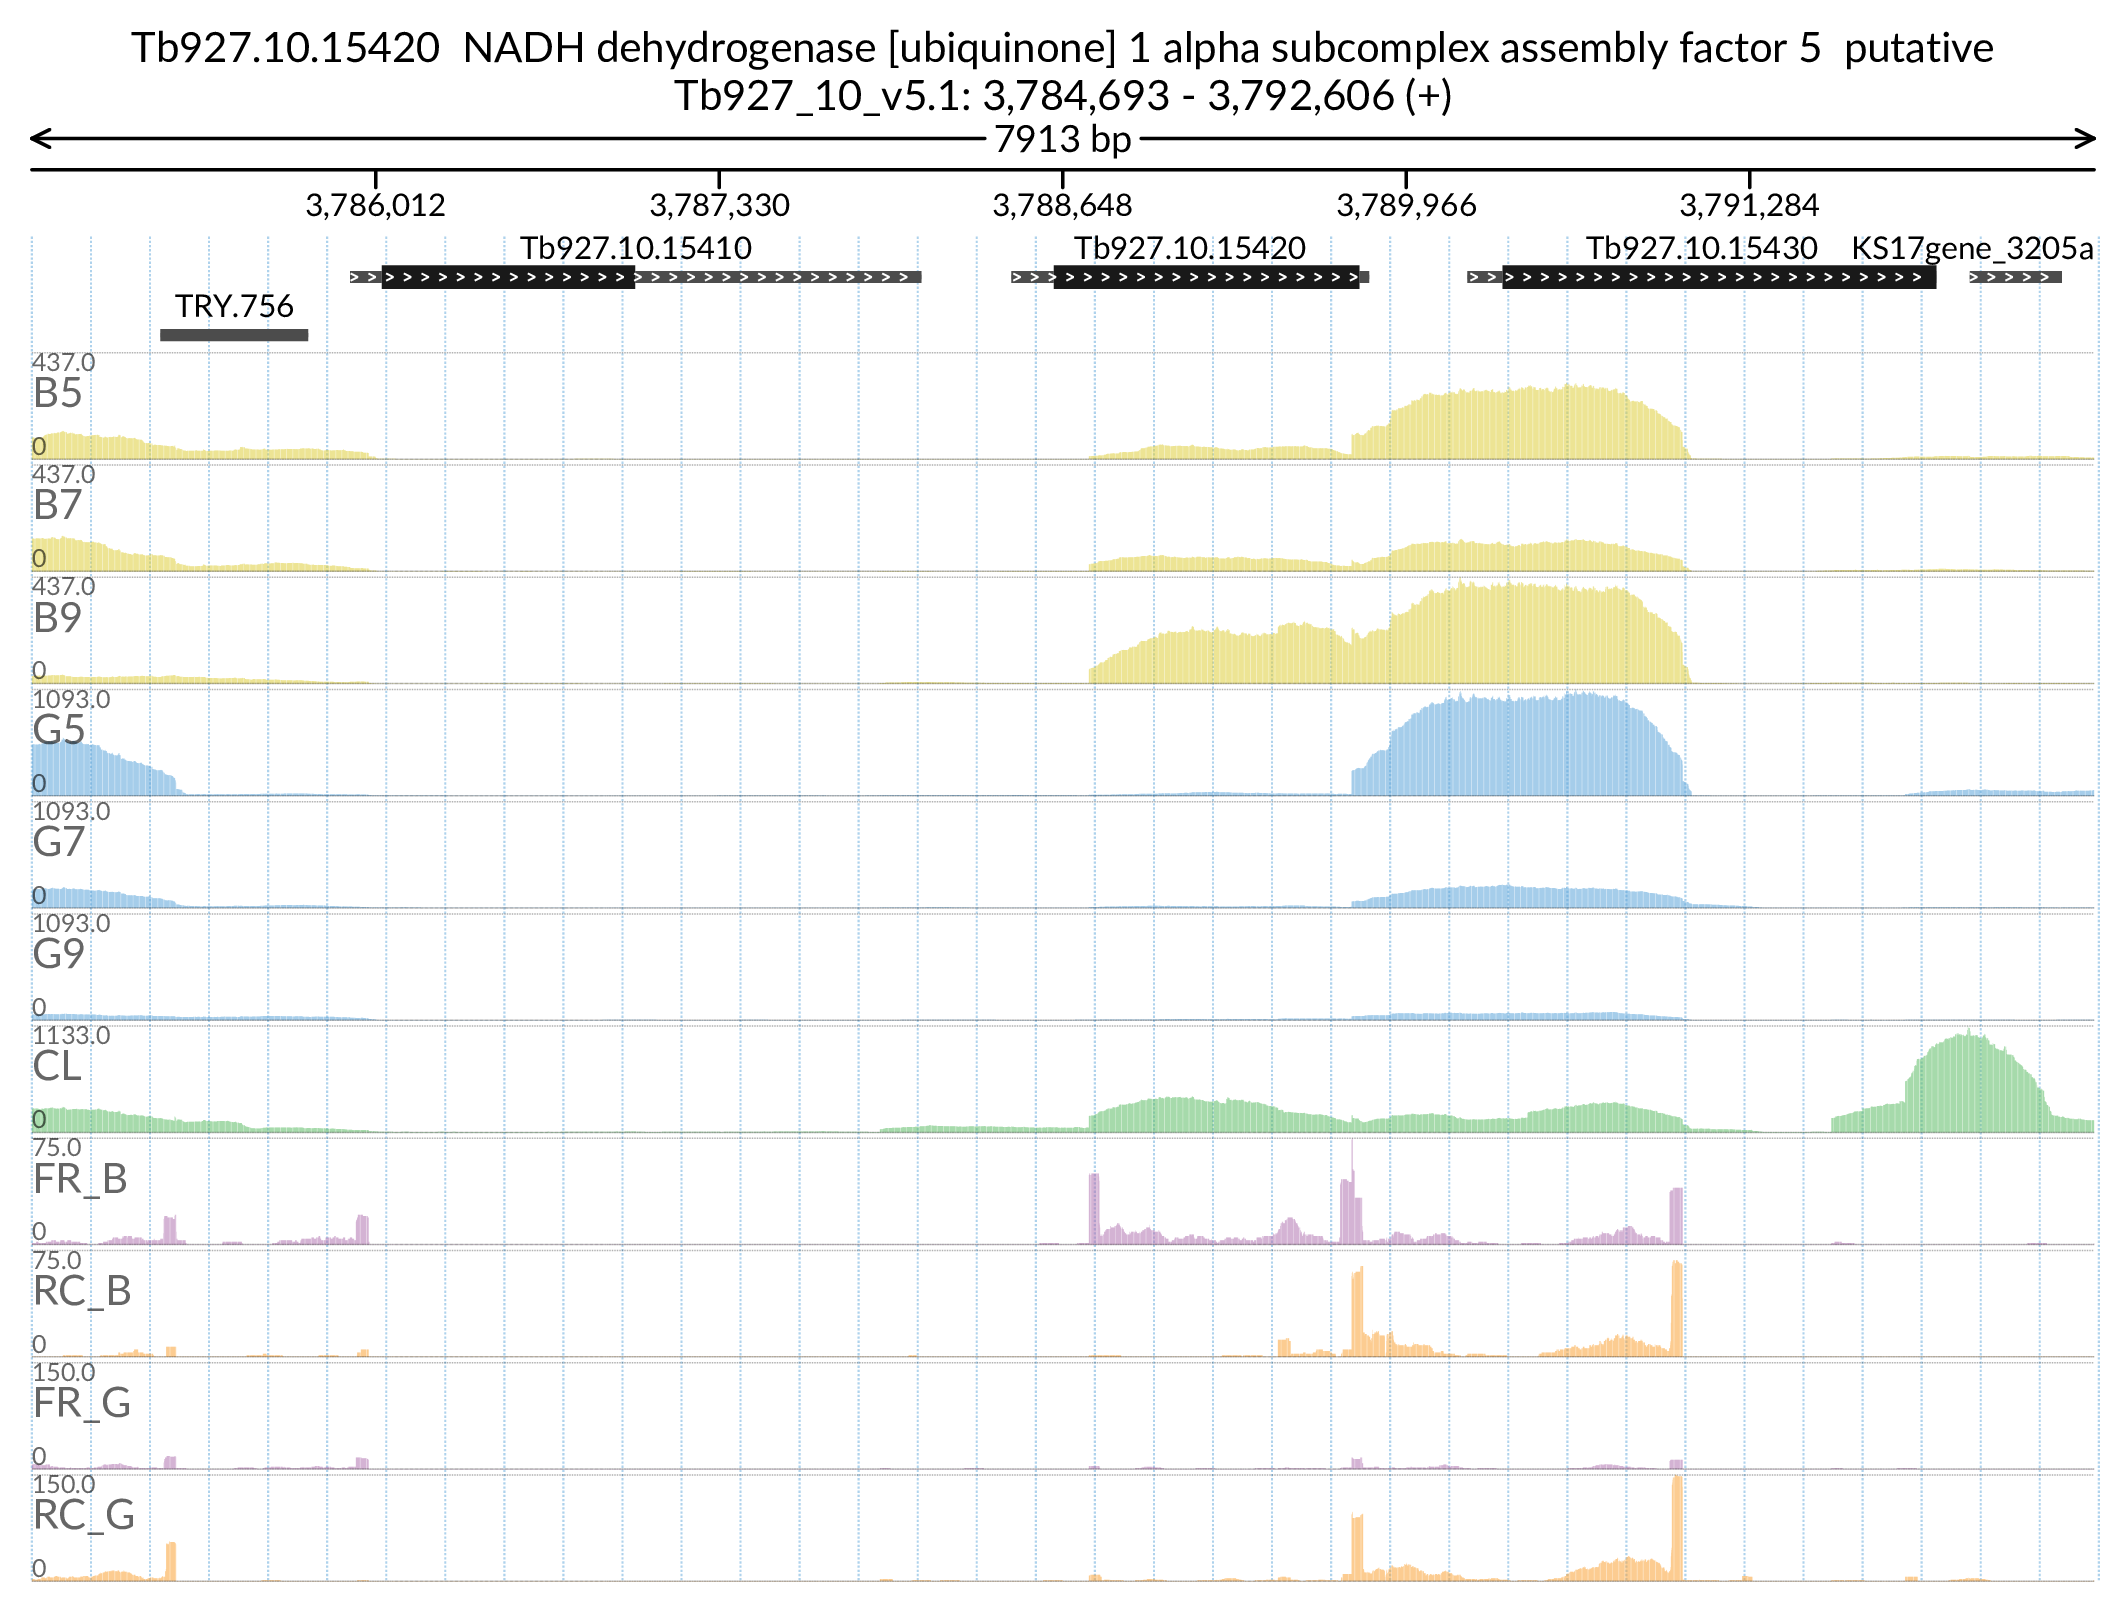 Tb927.10.15420  NADH dehydrogenase [ubiquinone] 1 alpha subcomplex assembly factor 5  putative
Tb927_10_v5.1: 3,784,693 - 3,792,606 (+)
7913 bp
3,786,012 3,787,330 3,788,648 3,789,966 3,791,284
Tb927.10.15410 Tb927.10.15420 Tb927.10.15430 KS17gene_3205a
TRY.756
437.0
B5
0
437.0
B7
0
437.0
B9
0
1093.0
G5
0
1093.0
G7
0
1093.0
G9
0
1133.0
CL
0
75.0
FR_B
0
75.0
RC_B
0
150.0
FR_G
0
150.0
RC_G
0